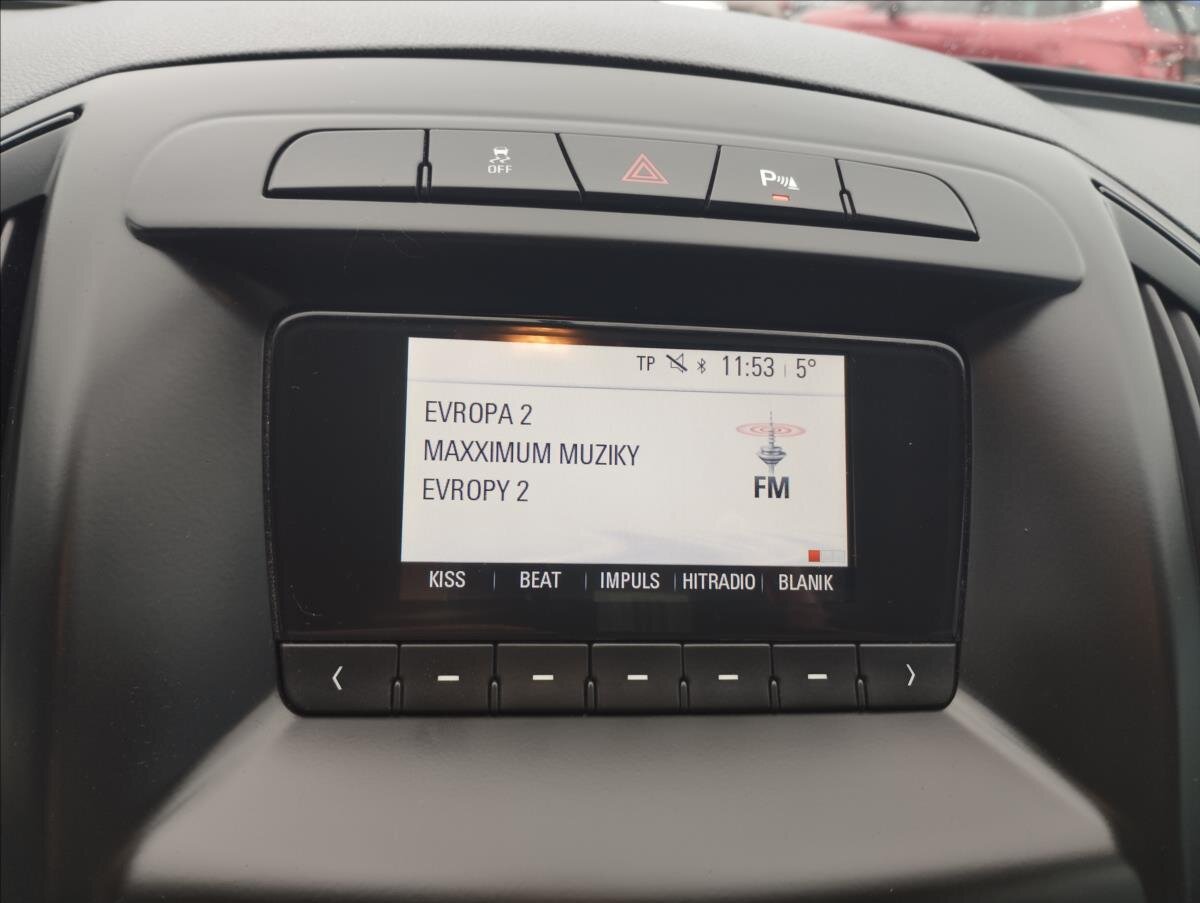 OFF
P
TP 11:53 5°
EVROPA 2
MAXXIMUM MUZIKY
EVROPY 2
FM
KISS BEAT IMPULS HITRADIO BLANIK